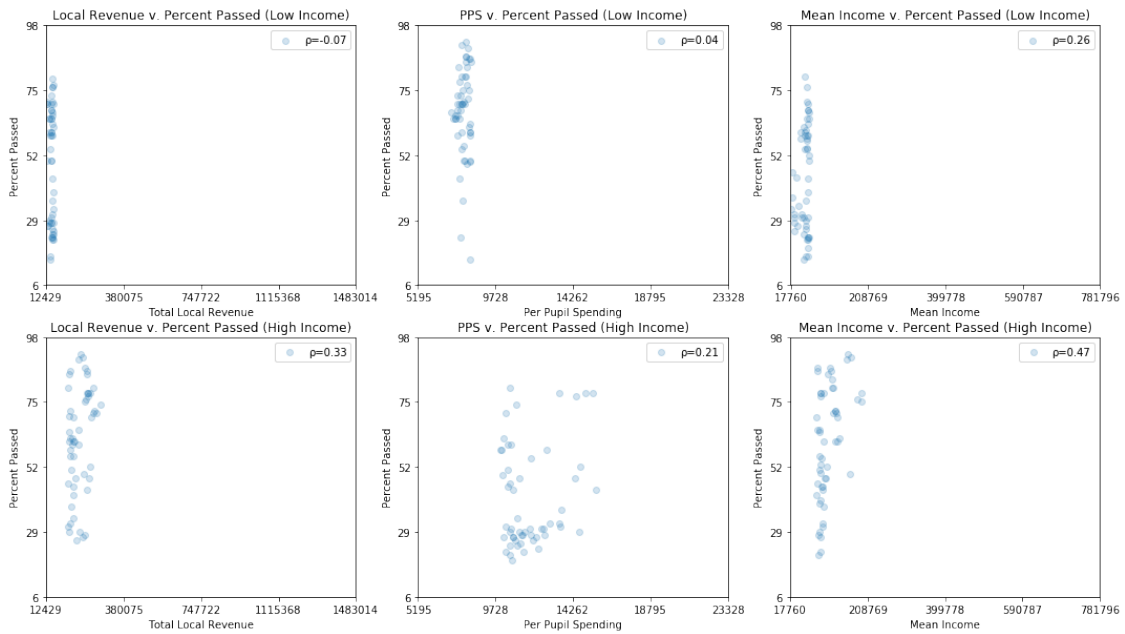 Local Revenue v. Percent Passed (Low Income)
98
75
52
29
6
Percent Passed
ρ=-0.07
12429 380075 747722 1115368 1483014
Total Local Revenue
PPS v. Percent Passed (Low Income)
98
75
52
29
6
Percent Passed
ρ=0.04
5195 9728 14262 18795 23328
Per Pupil Spending
Mean Income v. Percent Passed (Low Income)
98
75
52
29
6
Percent Passed
ρ=0.26
17760 208769 399778 590787 781796
Mean Income
Local Revenue v. Percent Passed (High Income)
98
75
52
29
6
Percent Passed
ρ=0.33
12429 380075 747722 1115368 1483014
Total Local Revenue
PPS v. Percent Passed (High Income)
98
75
52
29
6
Percent Passed
ρ=0.21
5195 9728 14262 18795 23328
Per Pupil Spending
Mean Income v. Percent Passed (High Income)
98
75
52
29
6
Percent Passed
ρ=0.47
17760 208769 399778 590787 781796
Mean Income